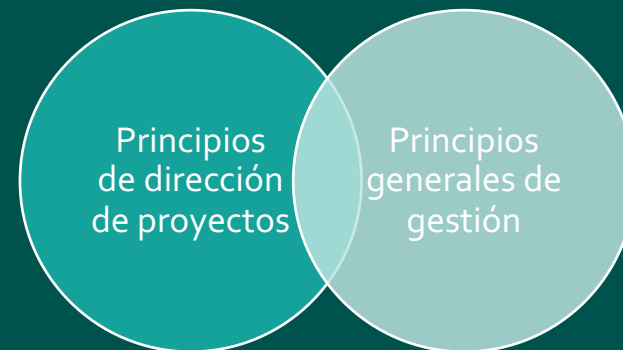 Principios
de dirección
de proyectos
Principios
generales de
gestión